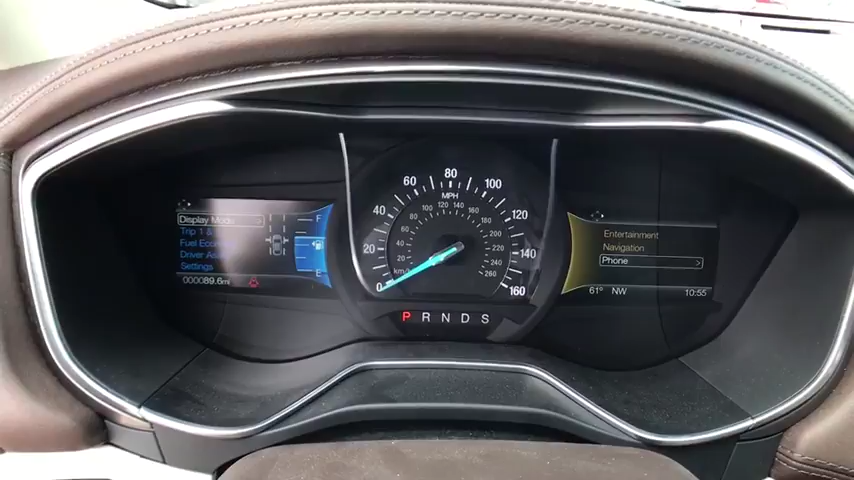 Display Mode >
Trip 1 &
Fuel Econ
Driver Ass
Settings
000089.6mi
F
E
MPH
0 20 40 60 80 100 120 140 160
km/h
20 40 60 80 100 120 140 160 180 200 220 240 260
P R N D S
Entertainment
Navigation
Phone >
61° NW 10:55